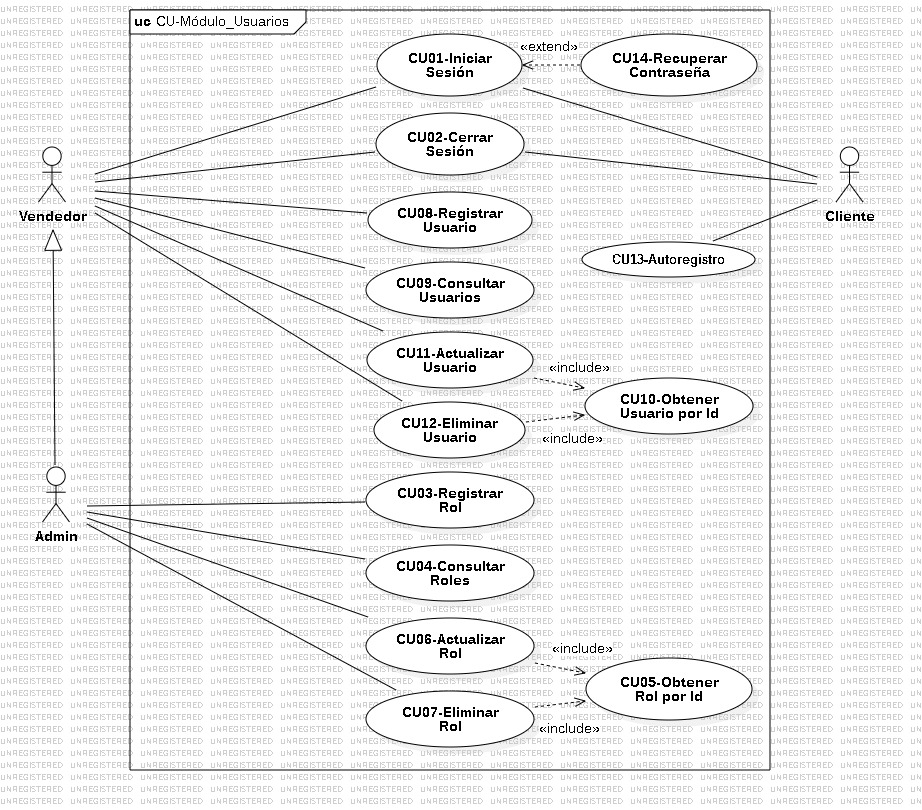 uc CU-Módulo_Usuarios
CU01-Iniciar
Sesión
«extend»
CU14-Recuperar
Contraseña
CU02-Cerrar
Sesión
Vendedor
Cliente
CU08-Registrar
Usuario
CU13-Autoregistro
CU09-Consultar
Usuarios
CU11-Actualizar
Usuario
«include»
CU10-Obtener
Usuario por Id
CU12-Eliminar
Usuario
«include»
CU03-Registrar
Rol
Admin
CU04-Consultar
Roles
CU06-Actualizar
Rol
«include»
CU05-Obtener
Rol por Id
CU07-Eliminar
Rol
«include»
UNREGISTERED